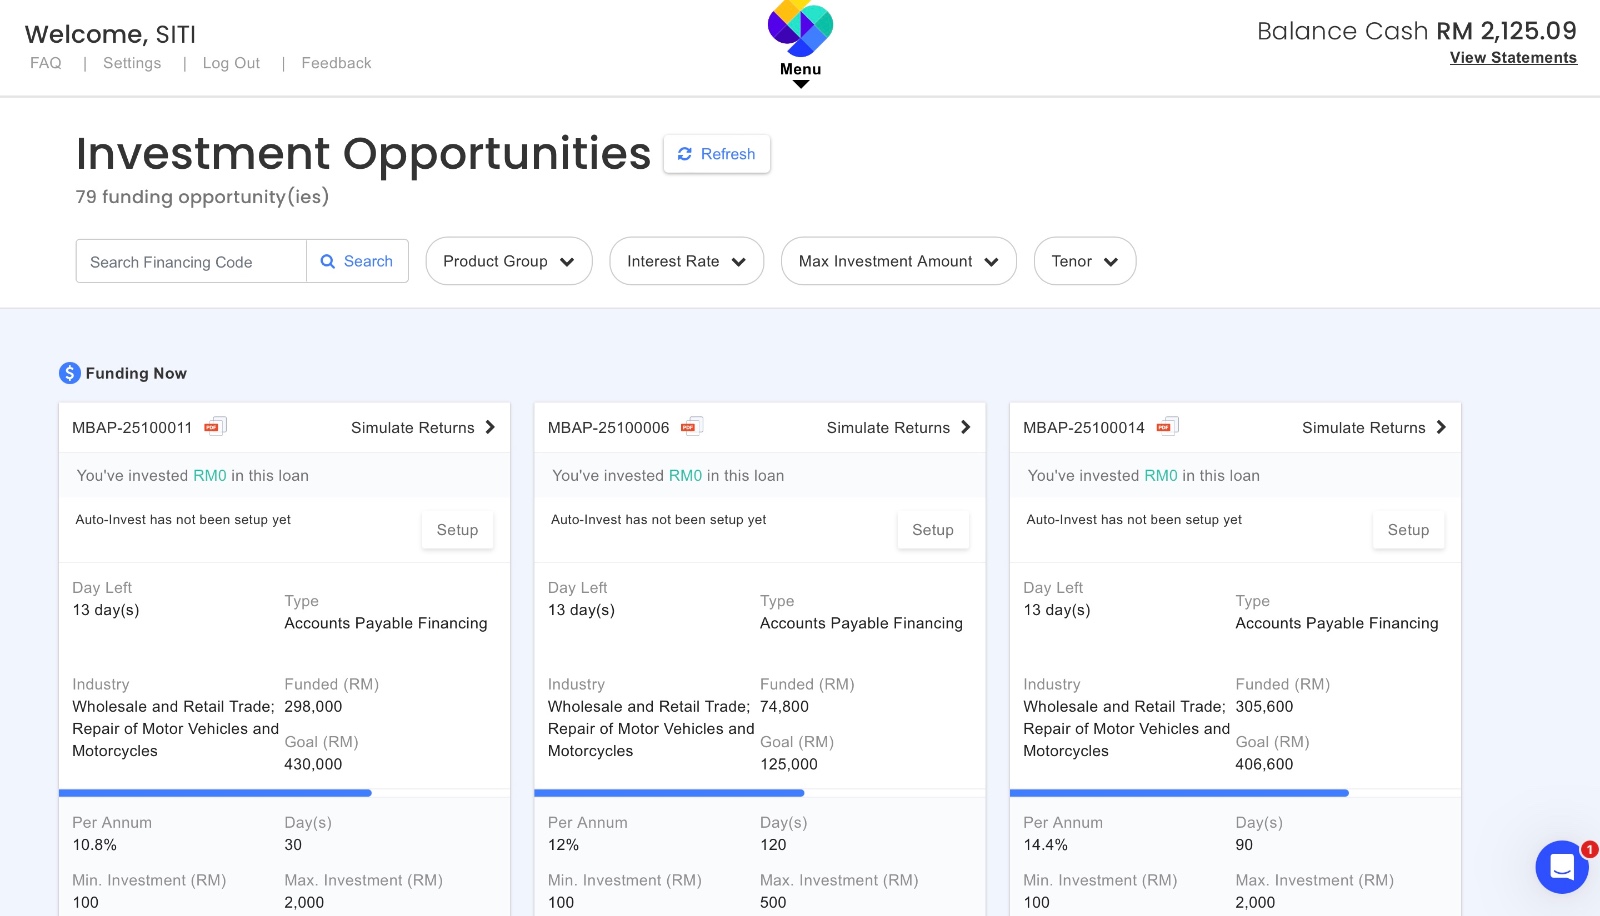 Welcome, SITI
FAQ | Settings | Log Out | Feedback
Menu
Balance Cash RM 2,125.09
View Statements
Investment Opportunities
Refresh
79 funding opportunity(ies)
Search Financing Code
Search
Product Group
Interest Rate
Max Investment Amount
Tenor
$ Funding Now
MBAP-25100011 PDF Simulate Returns
You've invested RM0 in this loan
Auto-Invest has not been setup yet
Setup
Day Left
13 day(s)
Type
Accounts Payable Financing
Industry
Wholesale and Retail Trade;
Repair of Motor Vehicles and
Motorcycles
Funded (RM)
298,000
Goal (RM)
430,000
Per Annum
10.8%
Day(s)
30
Min. Investment (RM)
100
Max. Investment (RM)
2,000
MBAP-25100006 PDF Simulate Returns
You've invested RM0 in this loan
Auto-Invest has not been setup yet
Setup
Day Left
13 day(s)
Type
Accounts Payable Financing
Industry
Wholesale and Retail Trade;
Repair of Motor Vehicles and
Motorcycles
Funded (RM)
74,800
Goal (RM)
125,000
Per Annum
12%
Day(s)
120
Min. Investment (RM)
100
Max. Investment (RM)
500
MBAP-25100014 PDF Simulate Returns
You've invested RM0 in this loan
Auto-Invest has not been setup yet
Setup
Day Left
13 day(s)
Type
Accounts Payable Financing
Industry
Wholesale and Retail Trade;
Repair of Motor Vehicles and
Motorcycles
Funded (RM)
305,600
Goal (RM)
406,600
Per Annum
14.4%
Day(s)
90
Min. Investment (RM)
100
Max. Investment (RM)
2,000
1